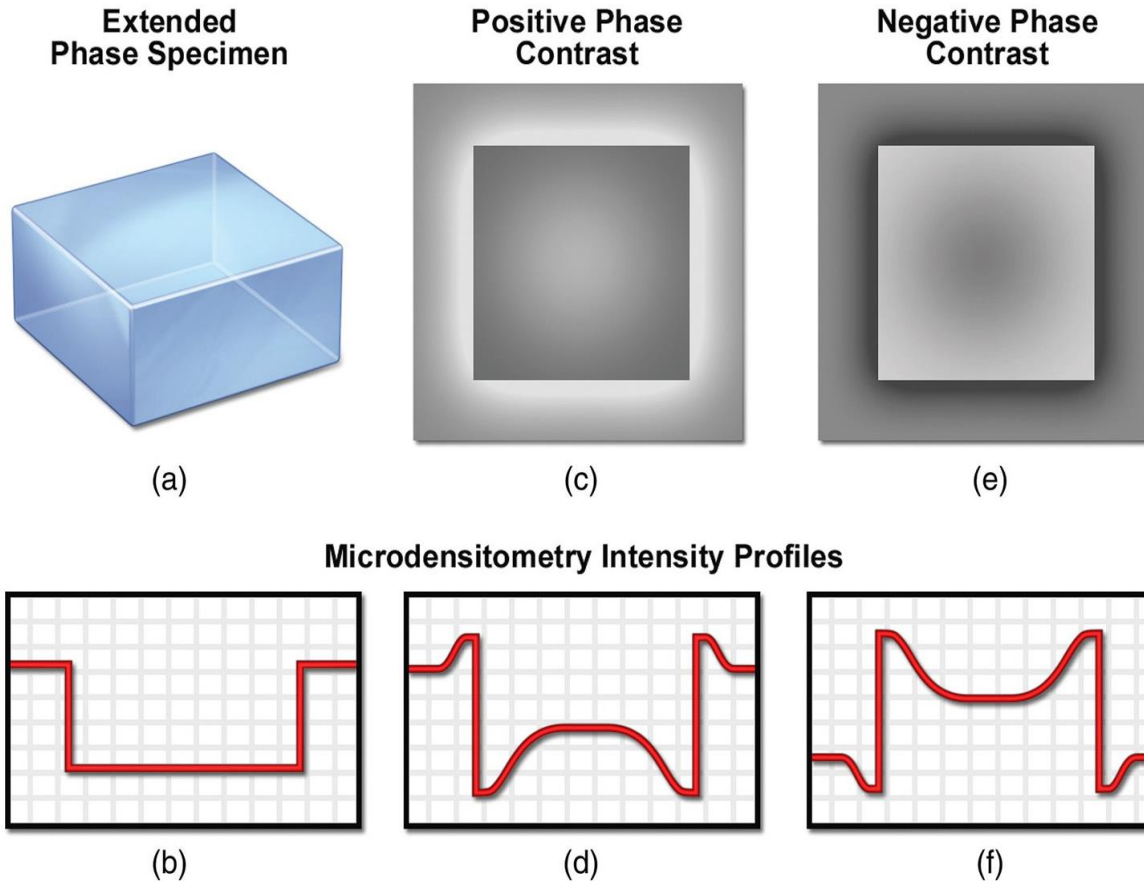 Extended
Phase Specimen
Positive Phase
Contrast
Negative Phase
Contrast
(a)
(c)
(e)
Microdensitometry Intensity Profiles
(b)
(d)
(f)